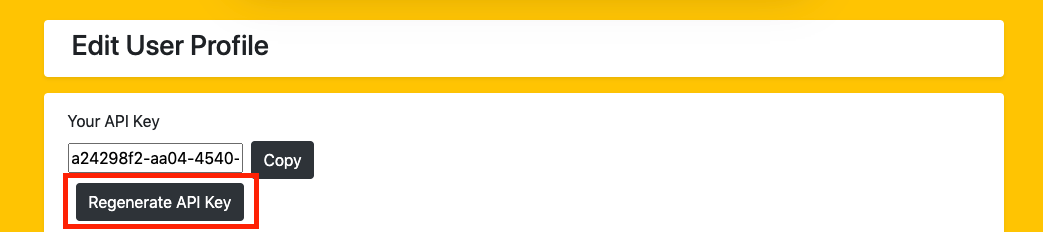 Edit User Profile
Your API Key
a24298f2-aa04-4540-
Copy
Regenerate API Key